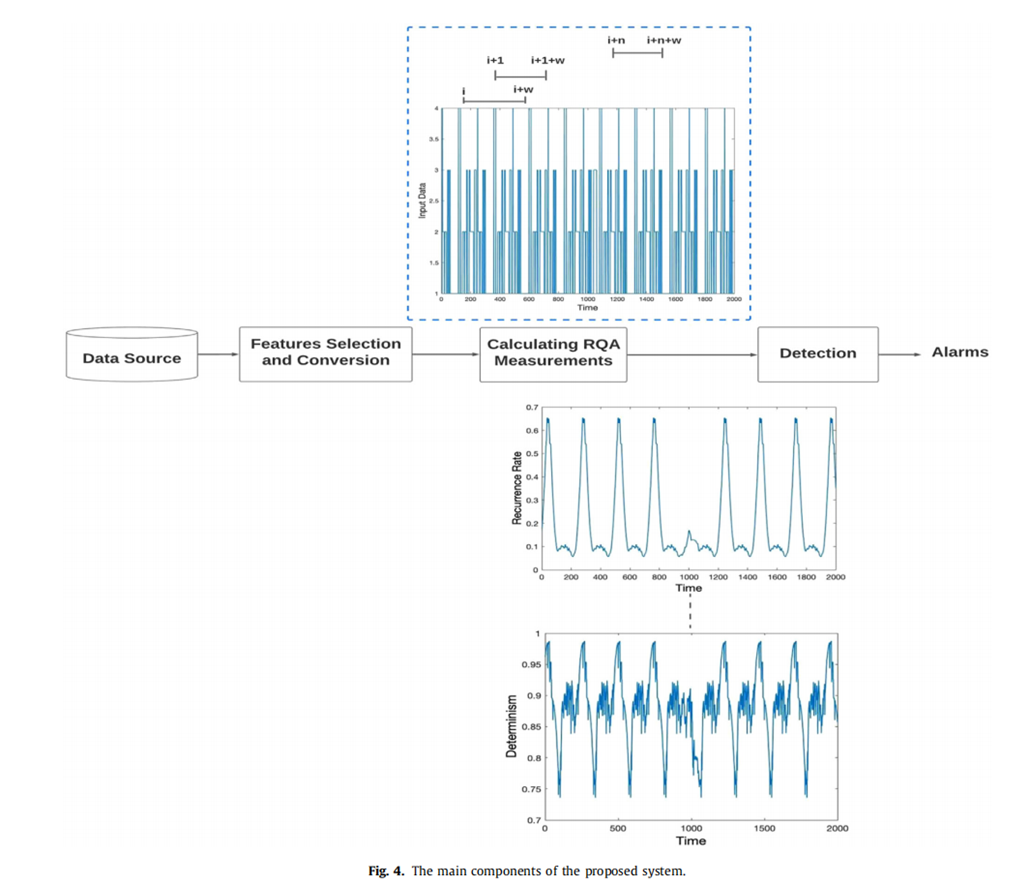 i+n i+n+w
i+1 i+1+w
i i+w
4
3.5
3
2.5
2
1.5
1
Input Data
0 200 400 600 800 1000 1200 1400 1600 1800 2000
Time
Data Source
Features Selection
and Conversion
Calculating RQA
Measurements
Detection
Alarms
0.7
0.6
0.5
0.4
0.3
0.2
0.1
0
Recurrence Rate
0 200 400 600 800 1000 1200 1400 1600 1800 2000
Time
1
0.95
0.9
0.85
0.8
0.75
0.7
Determinism
0 500 1000 1500 2000
Time
Fig. 4. The main components of the proposed system.